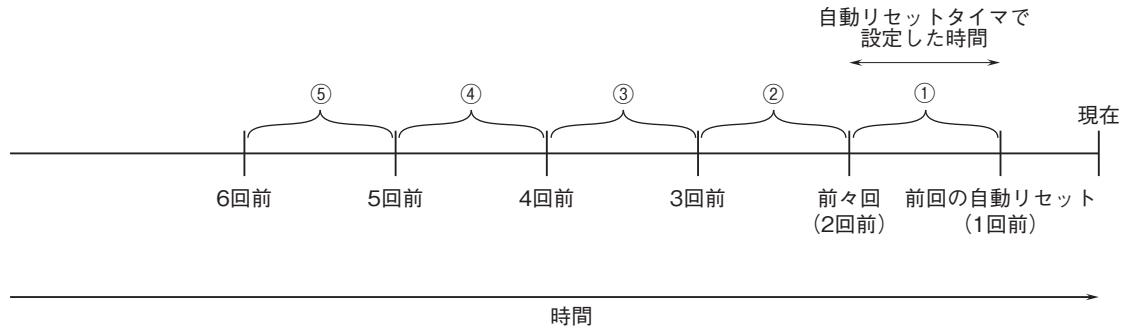 自動リセットタイマで
設定した時間
⑤
④
③
②
①
現在
6回前
5回前
4回前
3回前
前々回
(2回前)
前回の自動リセット
(1回前)
時間